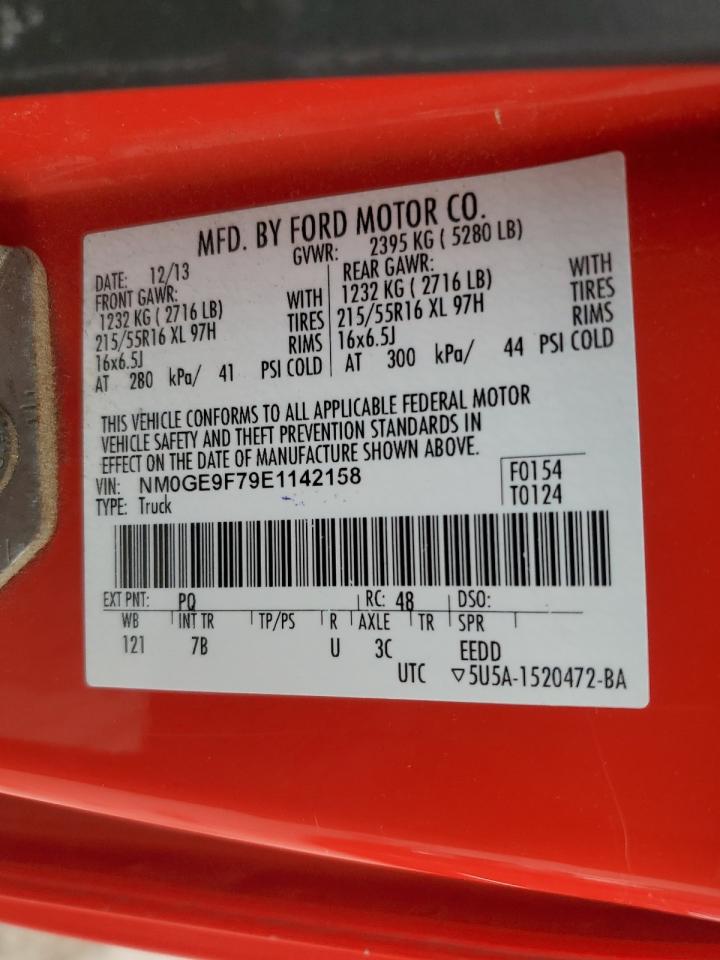 MFD. BY FORD MOTOR CO.
DATE: 12/13 GVWR: 2395 KG ( 5280 LB)
FRONT GAWR: REAR GAWR:
1232 KG ( 2716 LB) WITH 1232 KG ( 2716 LB) WITH
215/55R16 XL 97H TIRES 215/55R16 XL 97H TIRES
16x6.5J RIMS 16x6.5J RIMS
AT 280 kPa/ 41 PSI COLD AT 300 kPa/ 44 PSI COLD
THIS VEHICLE CONFORMS TO ALL APPLICABLE FEDERAL MOTOR
VEHICLE SAFETY AND THEFT PREVENTION STANDARDS IN
EFFECT ON THE DATE OF MANUFACTURE SHOWN ABOVE.
VIN: NM0GE9F79E1142158 F0154
TYPE: Truck T0124
EXT PNT: PQ RC: 48 DSO:
WB INT TR TP/PS R AXLE TR SPR
121 7B U 3C EEDD
UTC ▽5U5A-1520472-BA